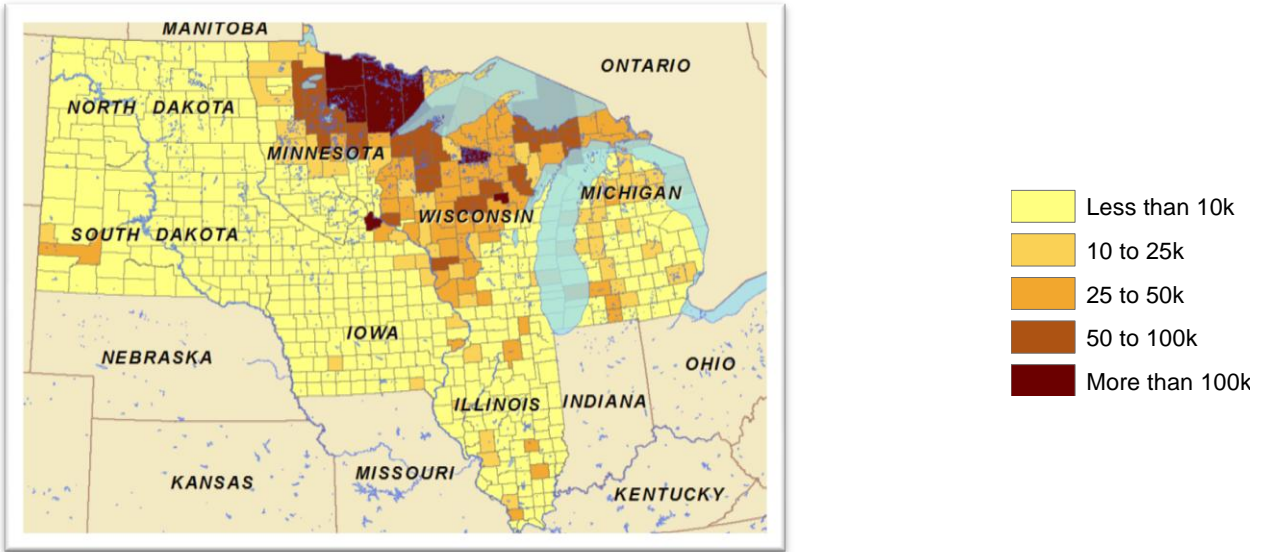 MANITOBA
ONTARIO
NORTH DAKOTA
MINNESOTA
MICHIGAN
WISCONSIN
SOUTH DAKOTA
IOWA
NEBRASKA
OHIO
ILLINOIS
INDIANA
MISSOURI
KANSAS
KENTUCKY
Less than 10k
10 to 25k
25 to 50k
50 to 100k
More than 100k